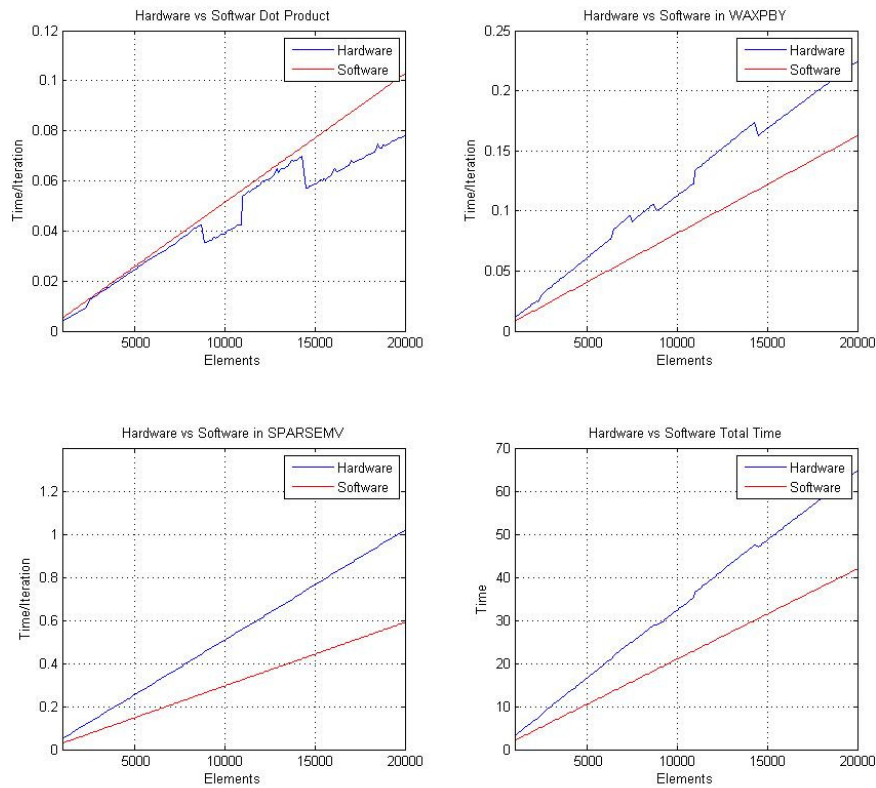 Hardware vs Softwar Dot Product
0.12
0.1
0.08
0.06
0.04
0.02
0
Time/Iteration
Hardware
Software
5000 10000 15000 20000
Elements
Hardware vs Software in WAXPBY
0.25
0.2
0.15
0.1
0.05
0
Time/Iteration
Hardware
Software
5000 10000 15000 20000
Elements
Hardware vs Software in SPARSEMV
1.2
1
0.8
0.6
0.4
0.2
0
Time/Iteration
Hardware
Software
5000 10000 15000 20000
Elements
Hardware vs Software Total Time
70
60
50
40
30
20
10
0
Time
Hardware
Software
5000 10000 15000 20000
Elements